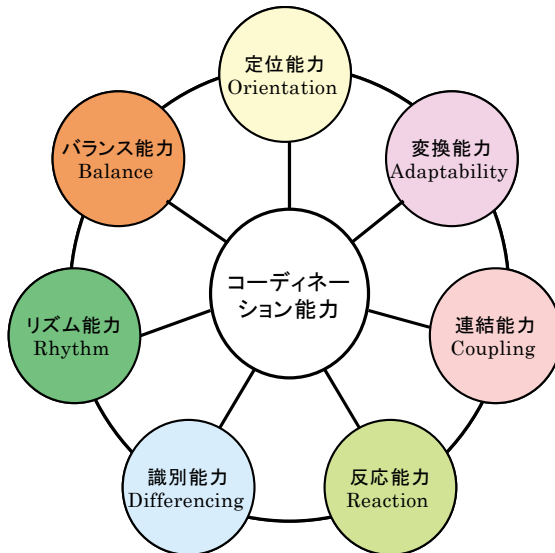 定位能力
Orientation
変換能力
Adaptability
連結能力
Coupling
反応能力
Reaction
識別能力
Differencing
リズム能力
Rhythm
バランス能力
Balance
コーディネー
ション能力